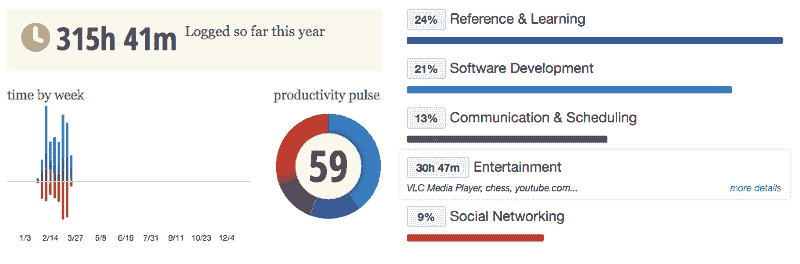 315h 41m Logged so far this year
time by week
productivity pulse
59
1/3 2/14 3/27 5/8 6/19 7/31 9/11 10/23 12/4
24% Reference & Learning
21% Software Development
13% Communication & Scheduling
30h 47m Entertainment
VLC Media Player, chess, youtube.com... more details
9% Social Networking